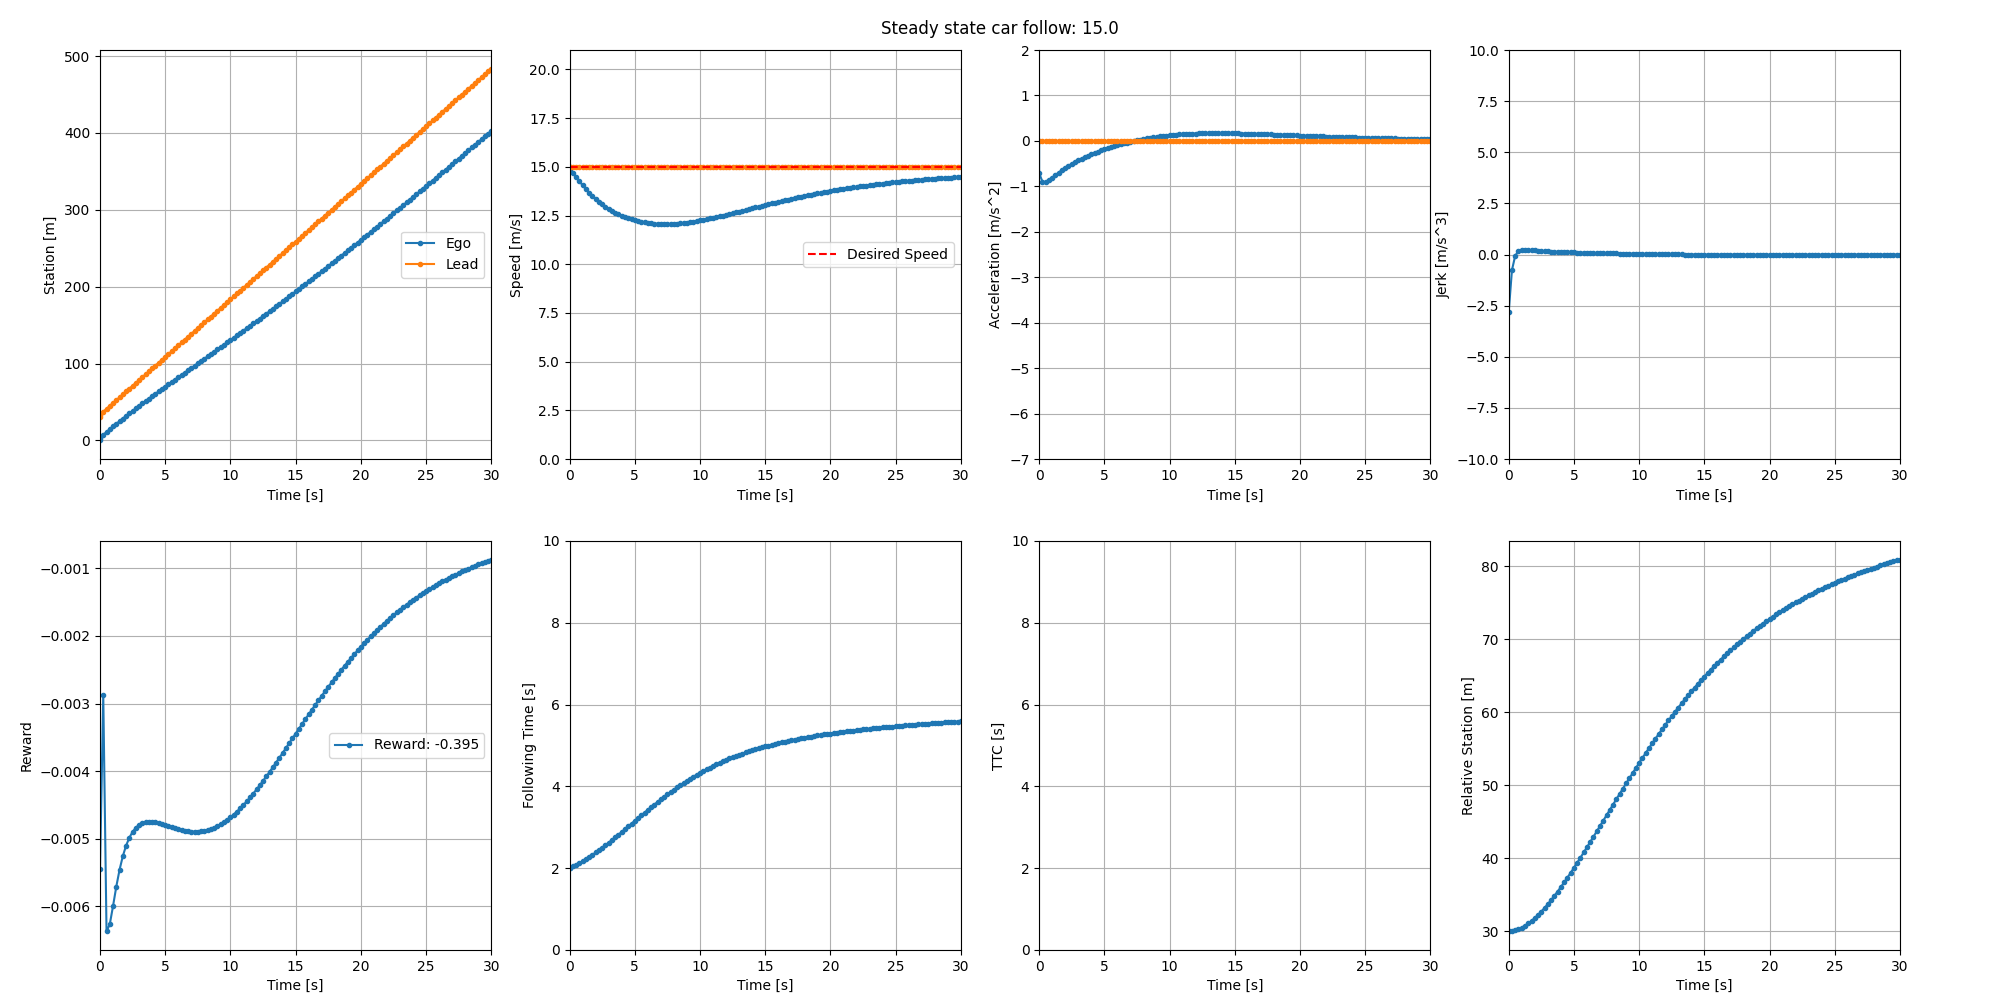 Steady state car follow: 15.0
Station [m]
500
400
300
200
100
0
Ego
Lead
0 5 10 15 20 25 30
Time [s]
Speed [m/s]
20.0
17.5
15.0
12.5
10.0
7.5
5.0
2.5
0.0
Desired Speed
0 5 10 15 20 25 30
Time [s]
Acceleration [m/s^2]
2
1
0
−1
−2
−3
−4
−5
−6
−7
0 5 10 15 20 25 30
Time [s]
Jerk [m/s^3]
10.0
7.5
5.0
2.5
0.0
−2.5
−5.0
−7.5
−10.0
0 5 10 15 20 25 30
Time [s]
Reward
−0.001
−0.002
−0.003
−0.004
−0.005
−0.006
Reward: -0.395
0 5 10 15 20 25 30
Time [s]
Following Time [s]
10
8
6
4
2
0
0 5 10 15 20 25 30
Time [s]
TTC [s]
10
8
6
4
2
0
0 5 10 15 20 25 30
Time [s]
Relative Station [m]
80
70
60
50
40
30
0 5 10 15 20 25 30
Time [s]